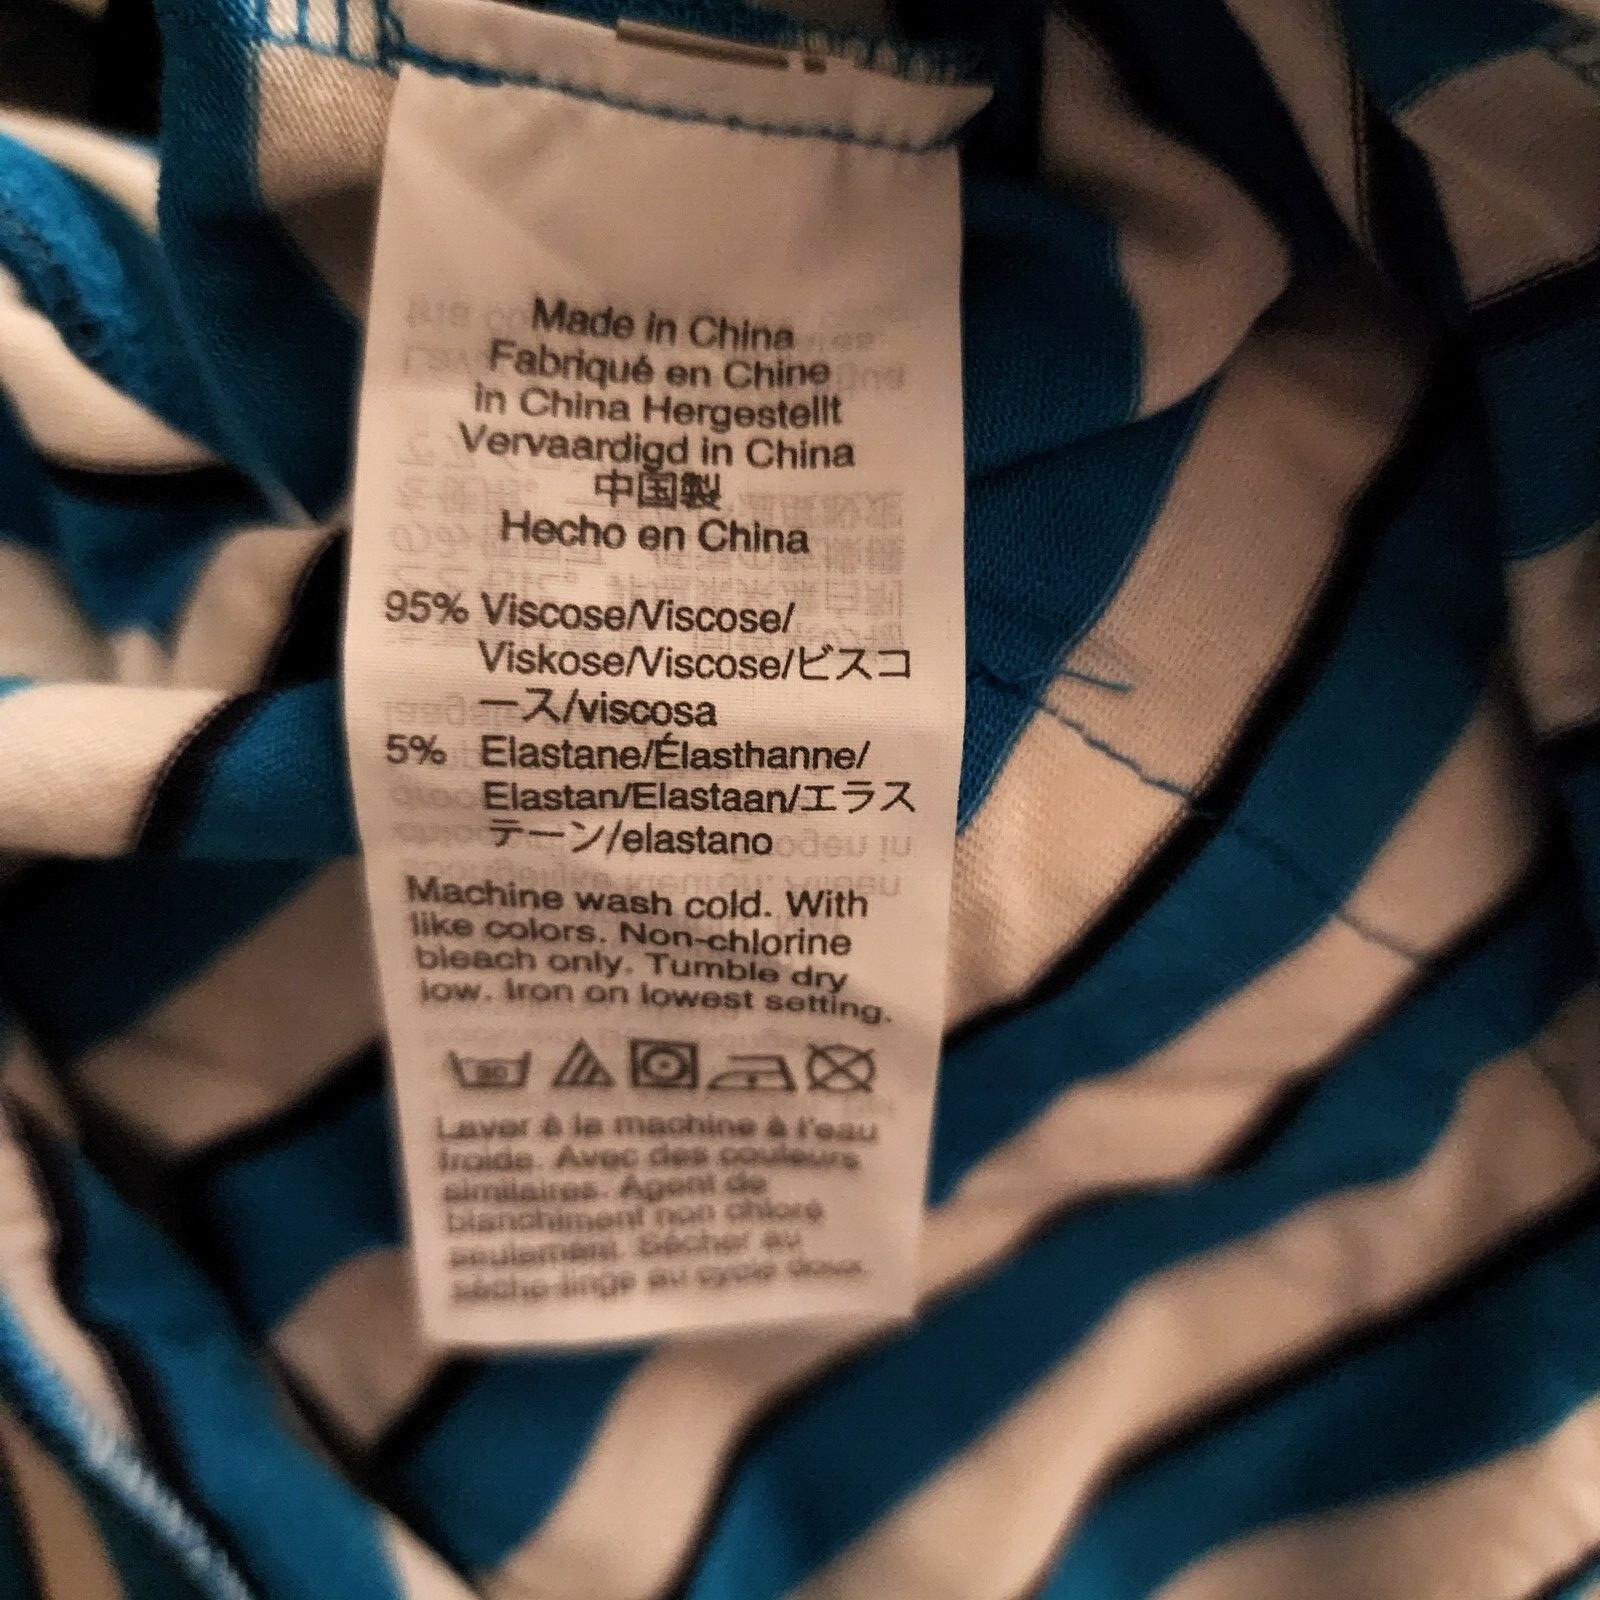 Made in China
Fabriqué en Chine
in China Hergestellt
Vervaardigd in China
中国製
Hecho en China
95% Viscose/Viscose/
Viskose/Viscose/ビスコ
ース/viscosa
5% Elastane/Élasthanne/
Elastan/Elastaan/エラス
テーン/elastano
Machine wash cold. With
like colors. Non-chlorine
bleach only. Tumble dry
low. Iron on lowest setting.
30
Laver à la machine à l'eau
froide. Avec des couleurs
similaires. Agent de
blanchiment non chloré
seulement. Sécher au
sèche-linge au cycle doux.